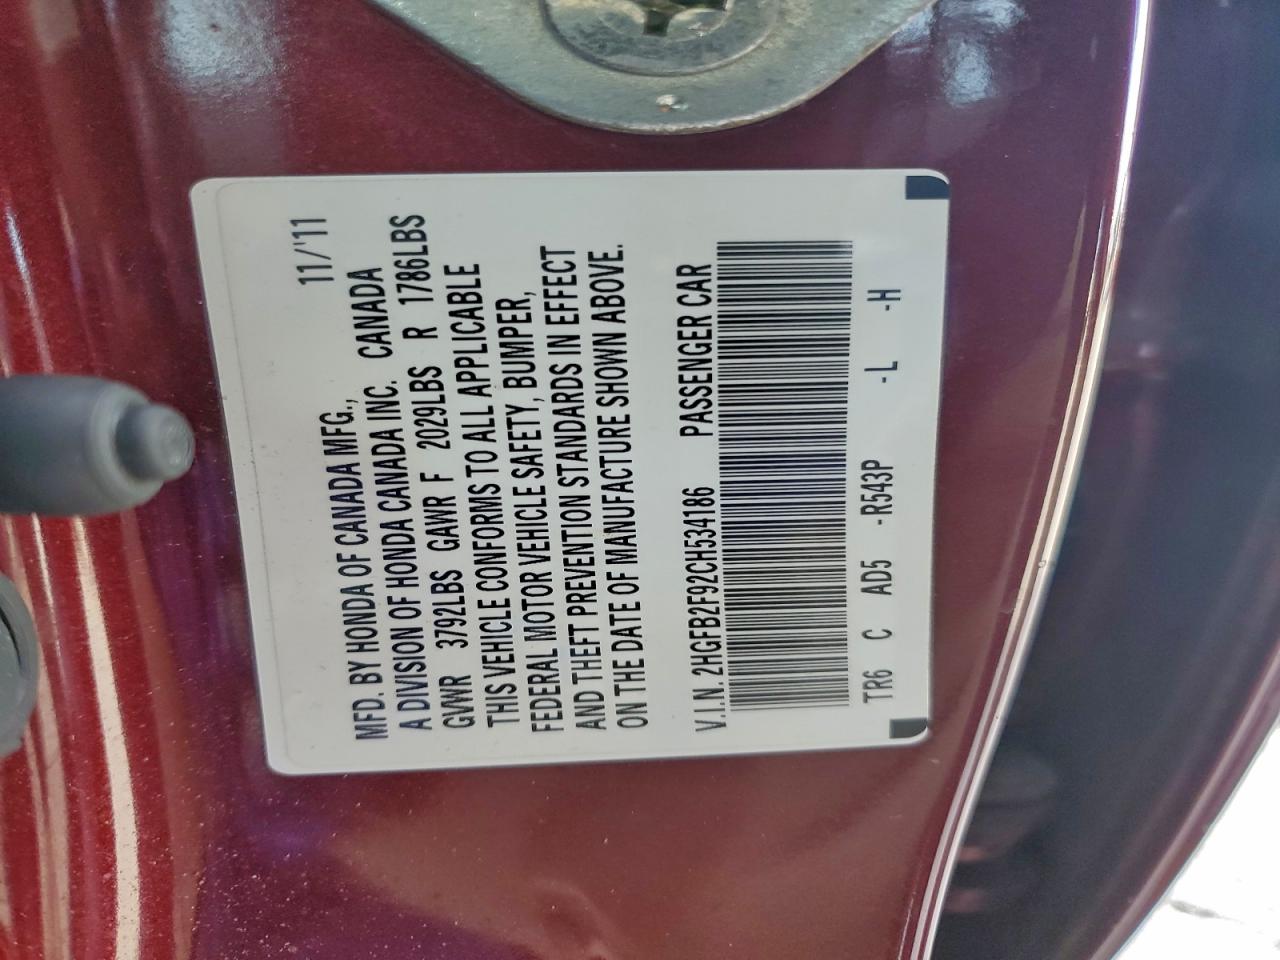 11/'11
MFD. BY HONDA OF CANADA MFG.,
A DIVISION OF HONDA CANADA INC. CANADA
GVWR 3792LBS GAWR F 2029LBS R 1786LBS
THIS VEHICLE CONFORMS TO ALL APPLICABLE
FEDERAL MOTOR VEHICLE SAFETY, BUMPER,
AND THEFT PREVENTION STANDARDS IN EFFECT
ON THE DATE OF MANUFACTURE SHOWN ABOVE.
V.I.N. 2HGFB2F92CH534186 PASSENGER CAR
TR6 C AD5 -R543P -L -H